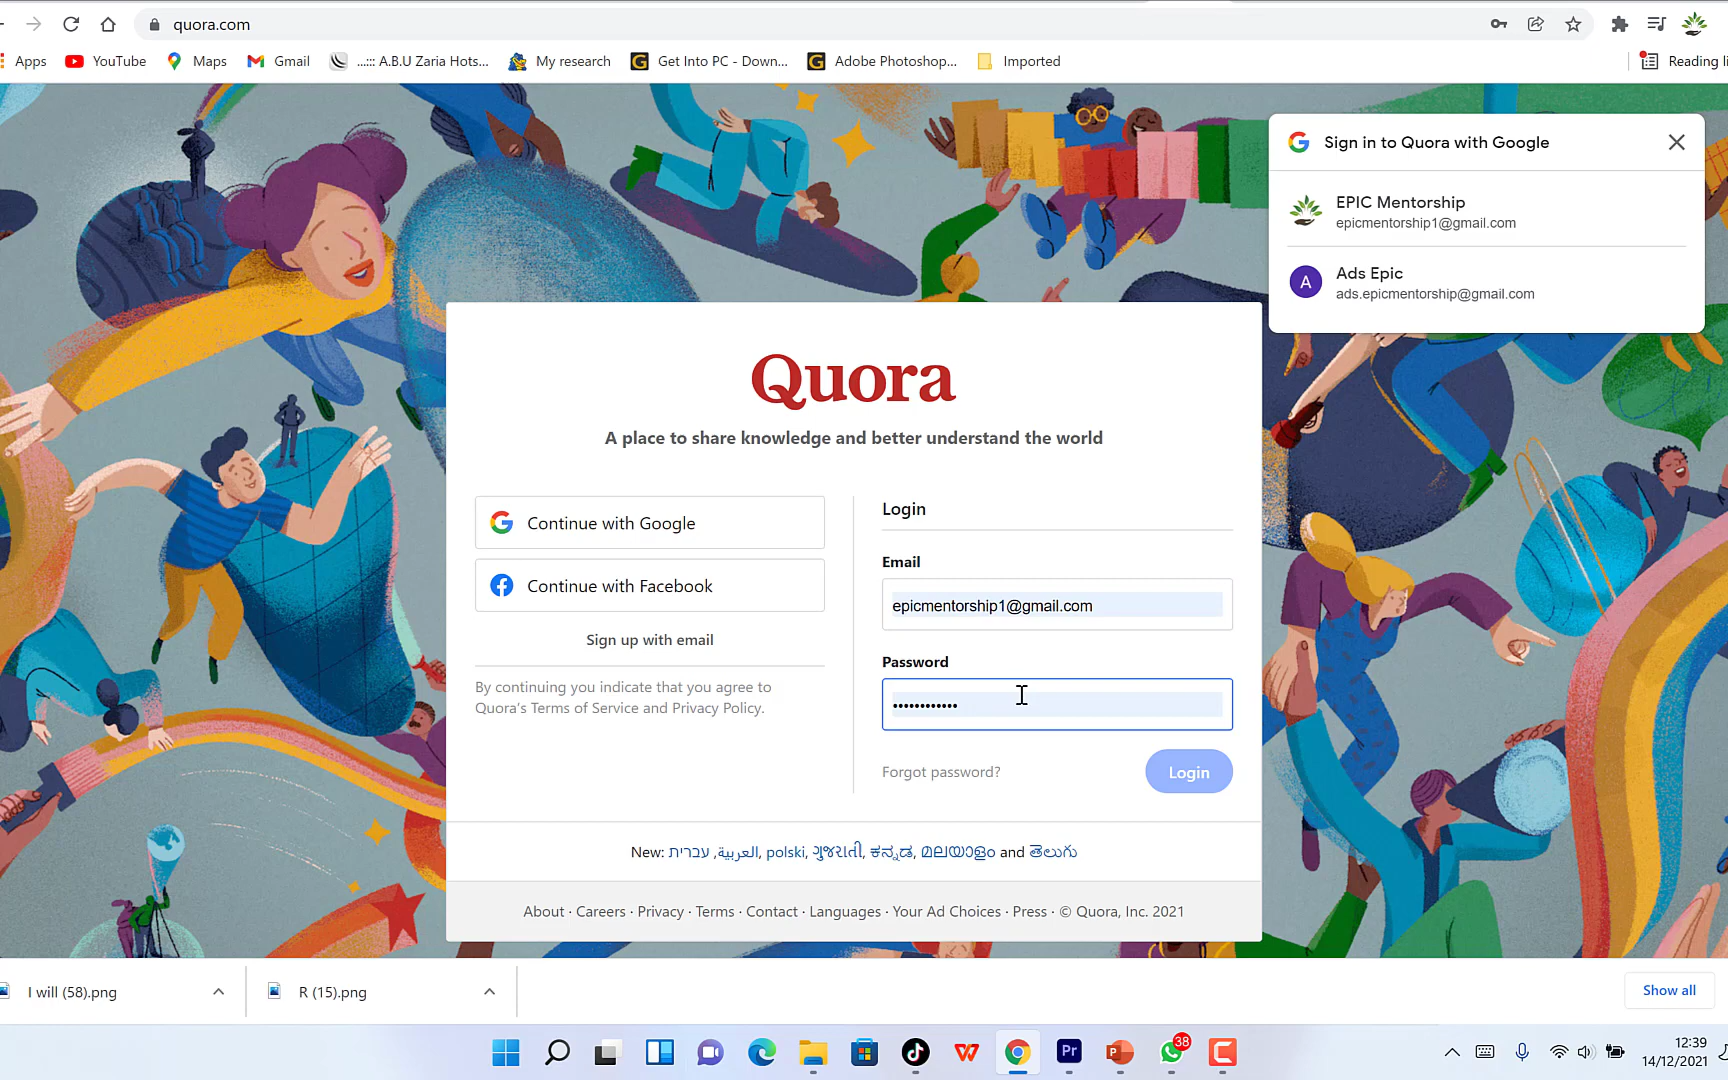 quora.com
Apps
YouTube
Maps
Gmail
...::: A.B.U Zaria Hots...
My research
Get Into PC - Down...
Adobe Photoshop...
Imported
Reading li
Sign in to Quora with Google
EPIC Mentorship
epicmentorship1@gmail.com
A
Ads Epic
ads.epicmentorship@gmail.com
Quora
A place to share knowledge and better understand the world
Continue with Google
Continue with Facebook
Sign up with email
By continuing you indicate that you agree to
Quora's Terms of Service and Privacy Policy.
Login
Email
epicmentorship1@gmail.com
Password
••••••••••••
Forgot password?
Login
New: עברית, العربية, polski, ગુજરાતી, ಕನ್ನಡ, മലയാളം and తెలుగు
About · Careers · Privacy · Terms · Contact · Languages · Your Ad Choices · Press · © Quora, Inc. 2021
I will (58).png
R (15).png
Show all
Pr
P
38
12:39
14/12/2021